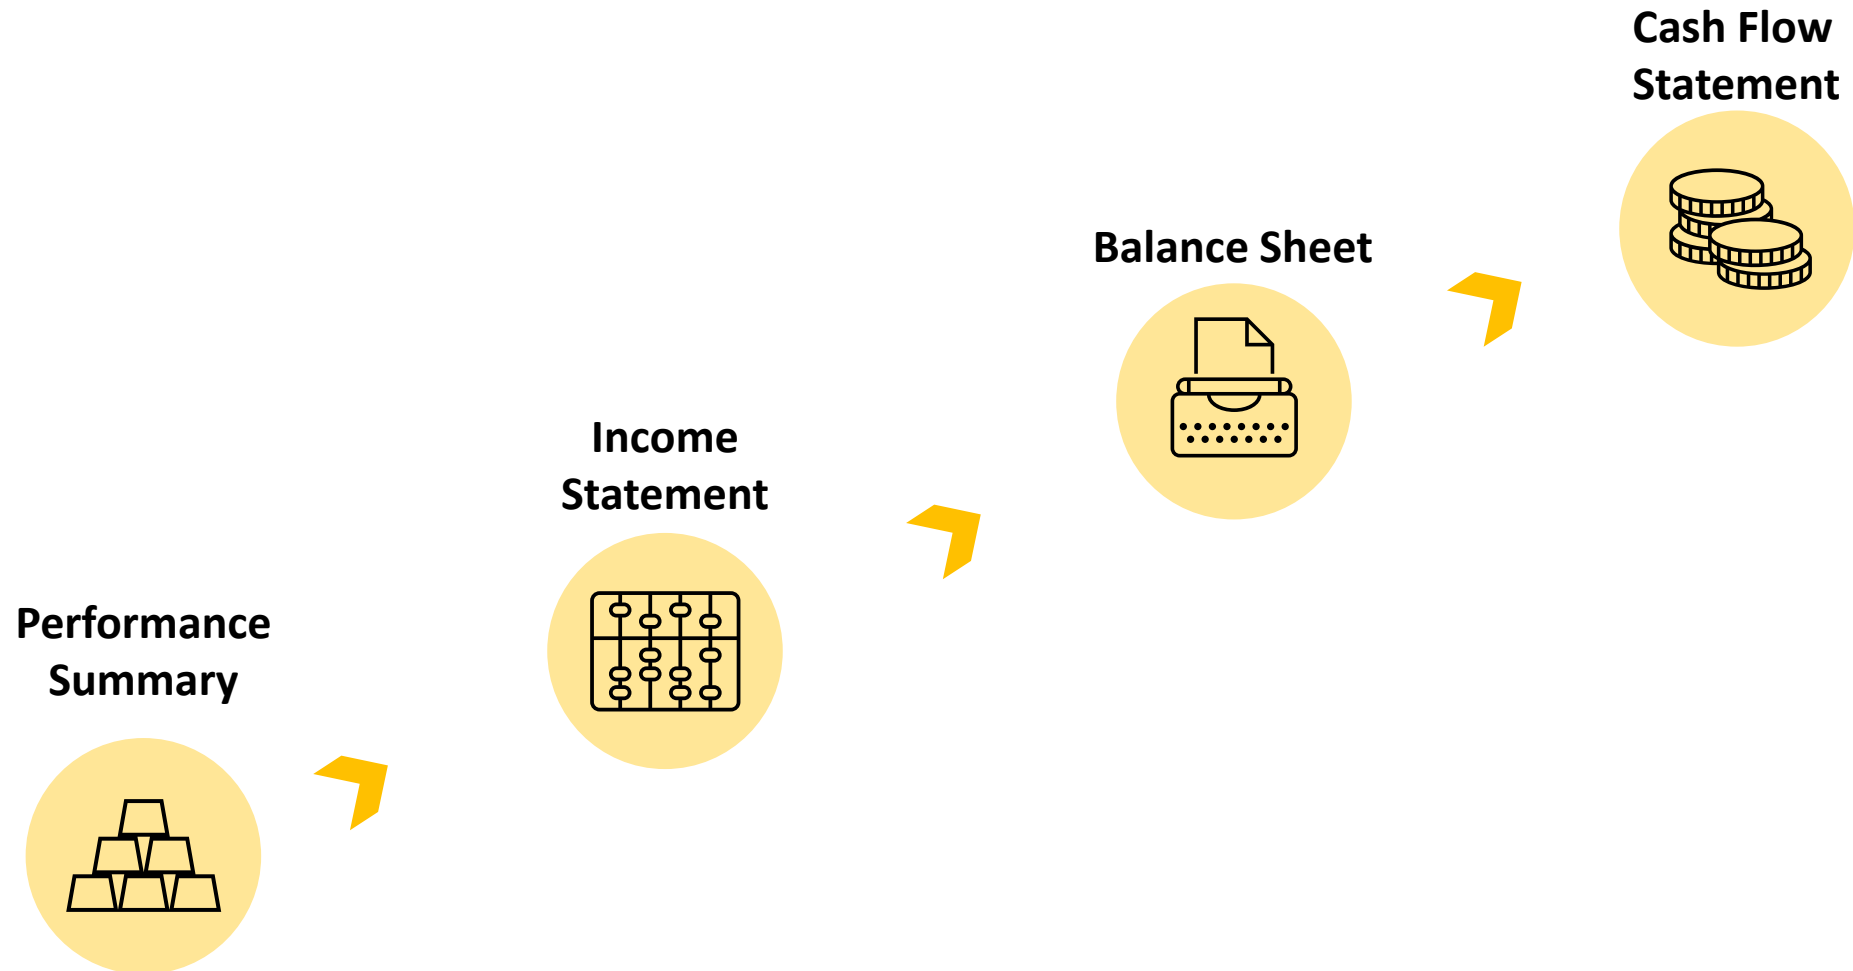 Cash Flow
Statement
Balance Sheet
Income
Statement
Performance
Summary